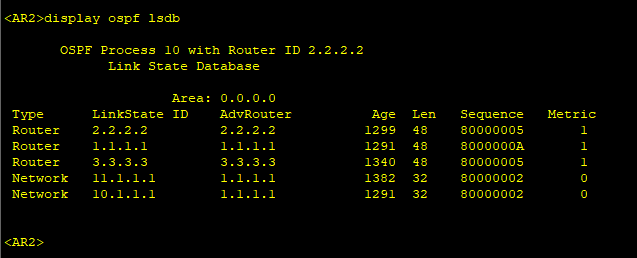 <AR2>display ospf lsdb
OSPF Process 10 with Router ID 2.2.2.2
Link State Database
Area: 0.0.0.0
Type LinkState ID AdvRouter Age Len Sequence Metric
Router 2.2.2.2 2.2.2.2 1299 48 80000005 1
Router 1.1.1.1 1.1.1.1 1291 48 8000000A 1
Router 3.3.3.3 3.3.3.3 1340 48 80000005 1
Network 11.1.1.1 1.1.1.1 1382 32 80000002 0
Network 10.1.1.1 1.1.1.1 1291 32 80000002 0
<AR2>